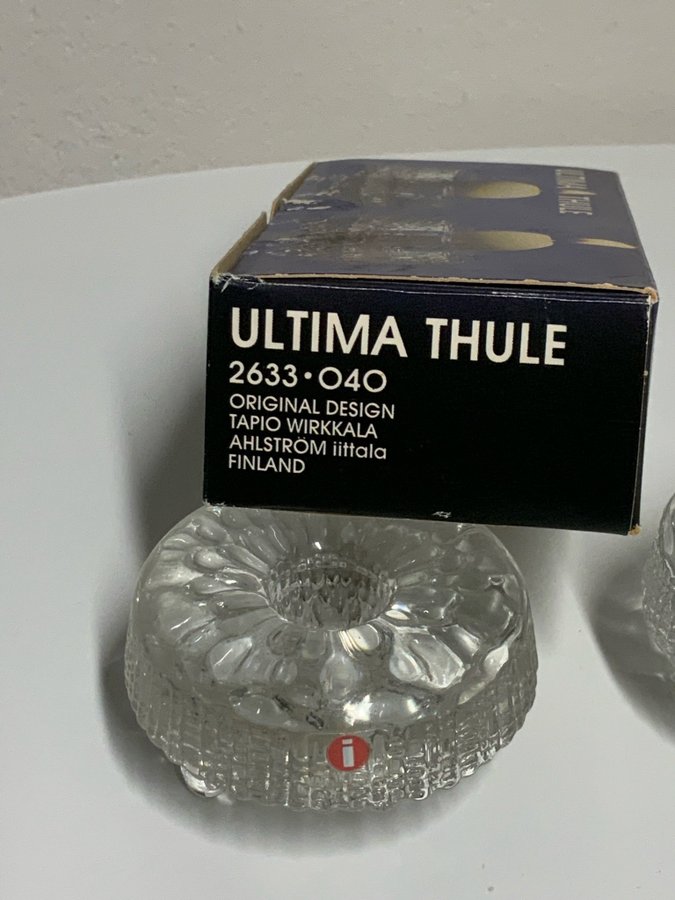 ULTIMA THULE
ULTIMA THULE
2633·040
ORIGINAL DESIGN
TAPIO WIRKKALA
AHLSTRÖM iittala
FINLAND
i